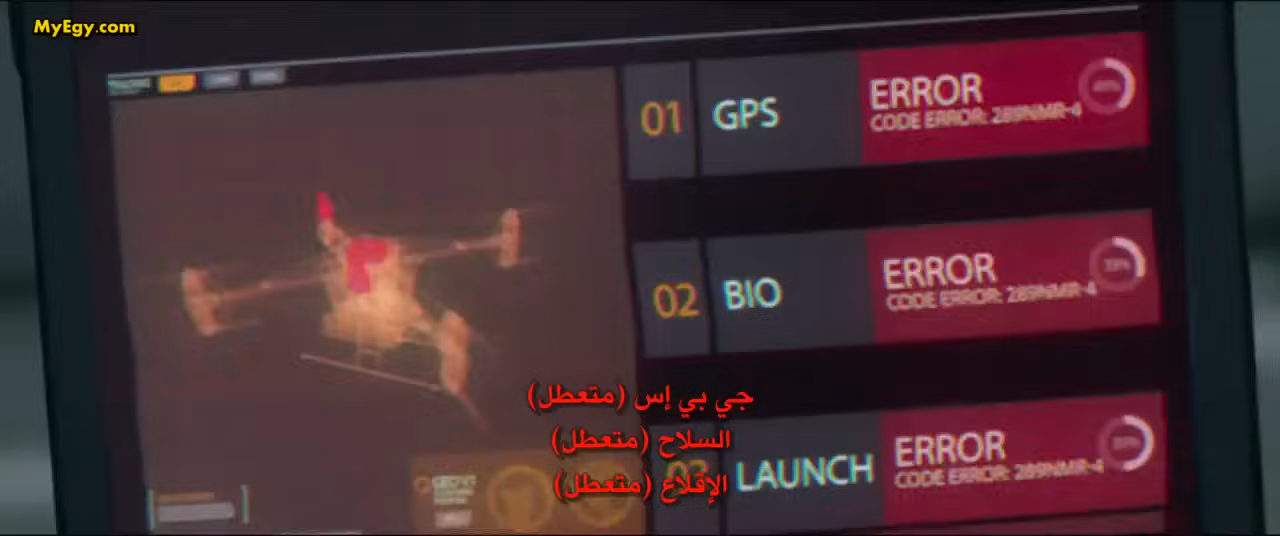 MyEgy.com
01 GPS ERROR
CODE ERROR: 289NMR-4
02 BIO ERROR
CODE ERROR: 289NMR-4
03 LAUNCH ERROR
CODE ERROR: 289NMR-4
جي بي إس (متعطل)
السلاح (متعطل)
الإقلاع (متعطل)